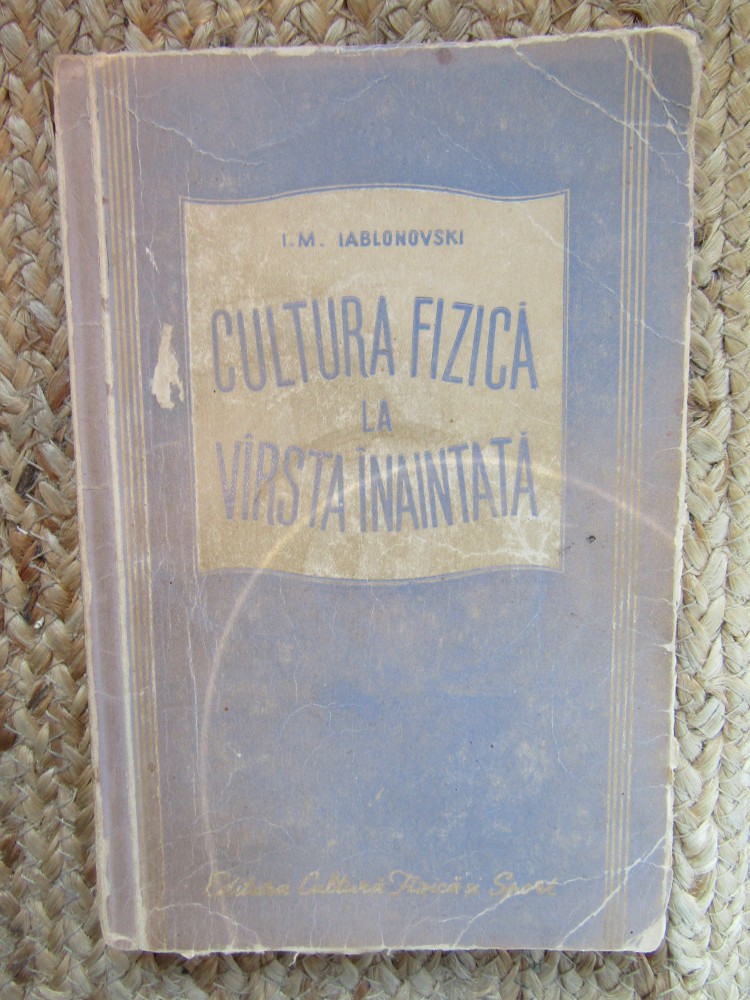 I.M. IABLONOVSKI
CULTURA FIZICĂ
LA
VÎRSTA ÎNAINTATĂ
Editura Cultură Fizică și Sport